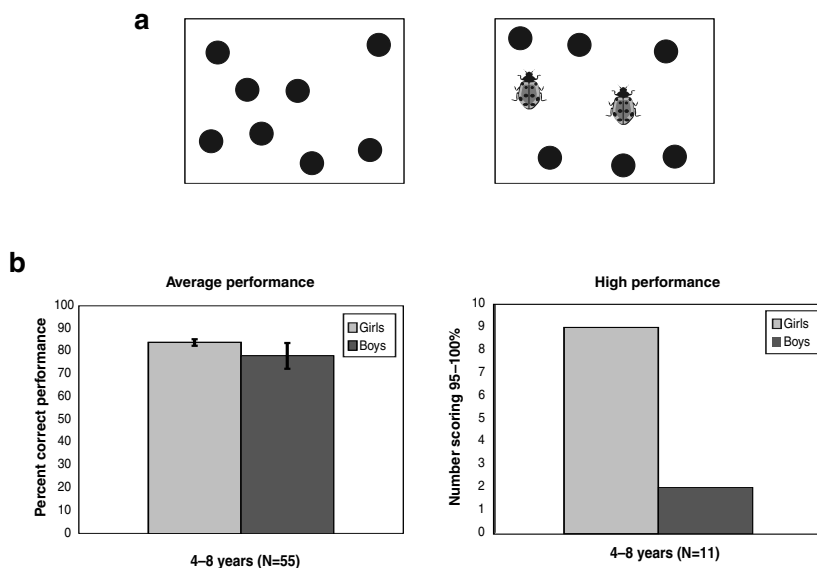 a
b
Average performance
Percent correct performance
100
90
80
70
60
50
40
30
20
10
0
Girls
Boys
4–8 years (N=55)
High performance
Number scoring 95–100%
10
9
8
7
6
5
4
3
2
1
0
Girls
Boys
4–8 years (N=11)